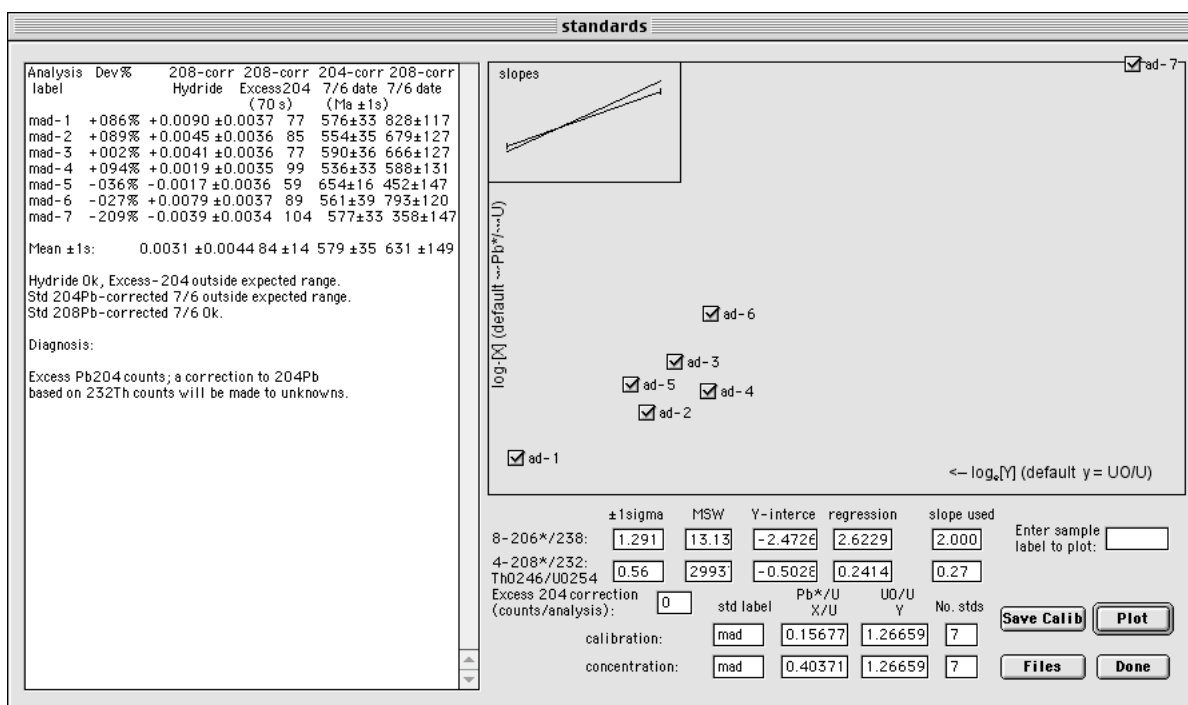 standards
Analysis Dev% 208-corr 208-corr 204-corr 208-corr
label Hydride Excess204 7/6 date 7/6 date
(70 s) (Ma ±1s)
mad-1 +086% +0.0090 ±0.0037 77 576±33 828±117
mad-2 +089% +0.0045 ±0.0036 85 554±35 679±127
mad-3 +002% +0.0041 ±0.0036 77 590±36 666±127
mad-4 +094% +0.0019 ±0.0035 99 536±33 588±131
mad-5 -036% -0.0017 ±0.0036 59 654±16 452±147
mad-6 -027% +0.0079 ±0.0037 89 561±39 793±120
mad-7 -209% -0.0039 ±0.0034 104 577±33 358±147
Mean ±1s: 0.0031 ±0.0044 84 ±14 579 ±35 631 ±149
Hydride Ok, Excess-204 outside expected range.
Std 204Pb-corrected 7/6 outside expected range.
Std 208Pb-corrected 7/6 Ok.
Diagnosis:
Excess Pb204 counts; a correction to 204Pb
based on 232Th counts will be made to unknowns.
slopes
ad-7
log-[X] (default Pb*/U)
ad-6
ad-3
ad-5
ad-4
ad-2
ad-1
<-- logₑ[Y] (default y = UO/U)
±1sigma MSW Y-interce regression slope used
8-206*/238: 1.291 13.13 -2.4726 2.6229 2.000
Enter sample
label to plot:
4-208*/232:
Th0246/U0254 0.56 2993 -0.5028 0.2414 0.27
Excess 204 correction
(counts/analysis): 0
std label Pb*/U X/U UO/U Y No. stds
calibration: mad 0.15677 1.26659 7
concentration: mad 0.40371 1.26659 7
Save Calib Plot
Files Done